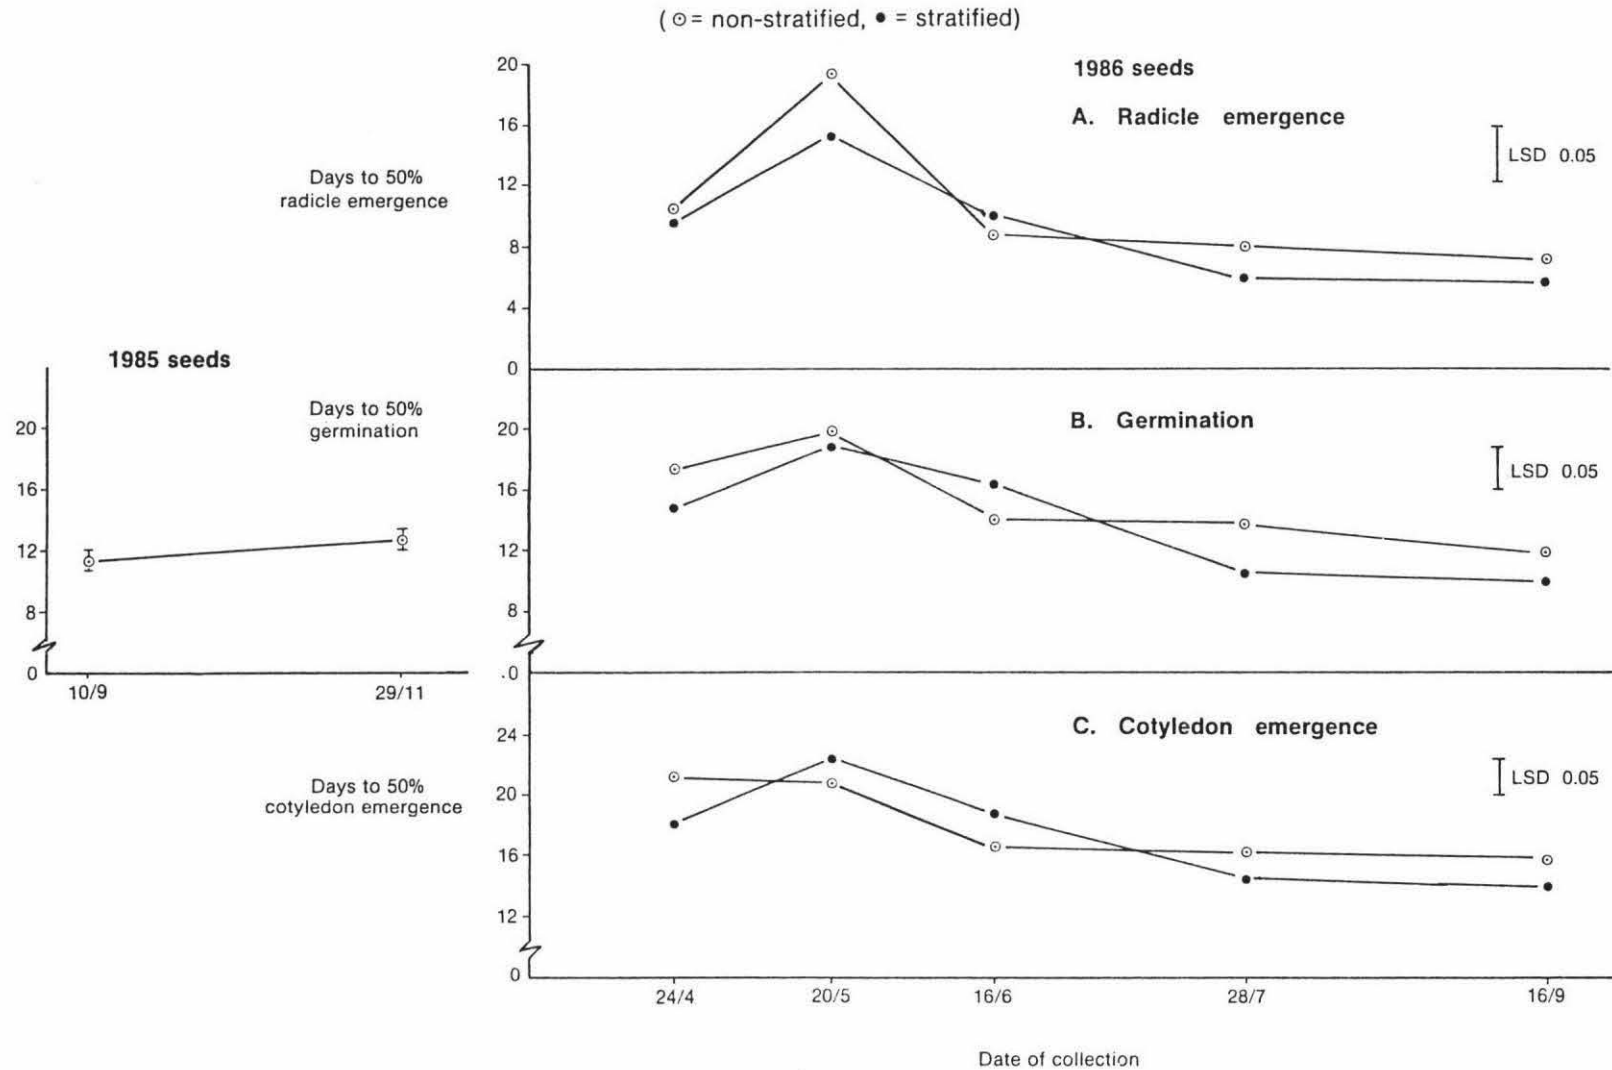 (⊙= non-stratified, ● = stratified)
1986 seeds
A. Radicle emergence
LSD 0.05
Days to 50%
radicle emergence
20
16
12
8
4
0
1985 seeds
Days to 50%
germination
20
16
12
8
0
10/9
29/11
B. Germination
LSD 0.05
20
16
12
8
.0
C. Cotyledon emergence
LSD 0.05
Days to 50%
cotyledon emergence
24
20
16
12
0
24/4
20/5
16/6
28/7
16/9
Date of collection